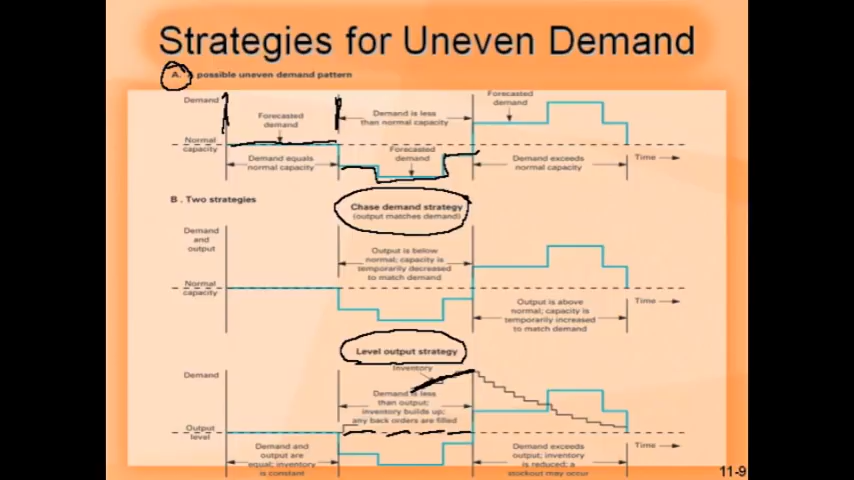 Strategies for Uneven Demand
A. possible uneven demand pattern
Demand
Forecasted
demand
Demand is less
than normal capacity
Forecasted
demand
Normal
capacity
Demand equals
normal capacity
Forecasted
demand
Demand exceeds
normal capacity
Time
B . Two strategies
Chase demand strategy
(output matches demand)
Demand
and
output
Output is below
normal; capacity is
temporarily decreased
to match demand
Normal
capacity
Output is above
normal; capacity is
temporarily increased
to match demand
Time
Level output strategy
Inventory
Demand
Demand is less
than output;
inventory builds up;
any back orders are filled
Output
level
Demand and
output are
equal; inventory
is constant
Demand exceeds
output; inventory
is reduced; a
stockout may occur
Time
11-9